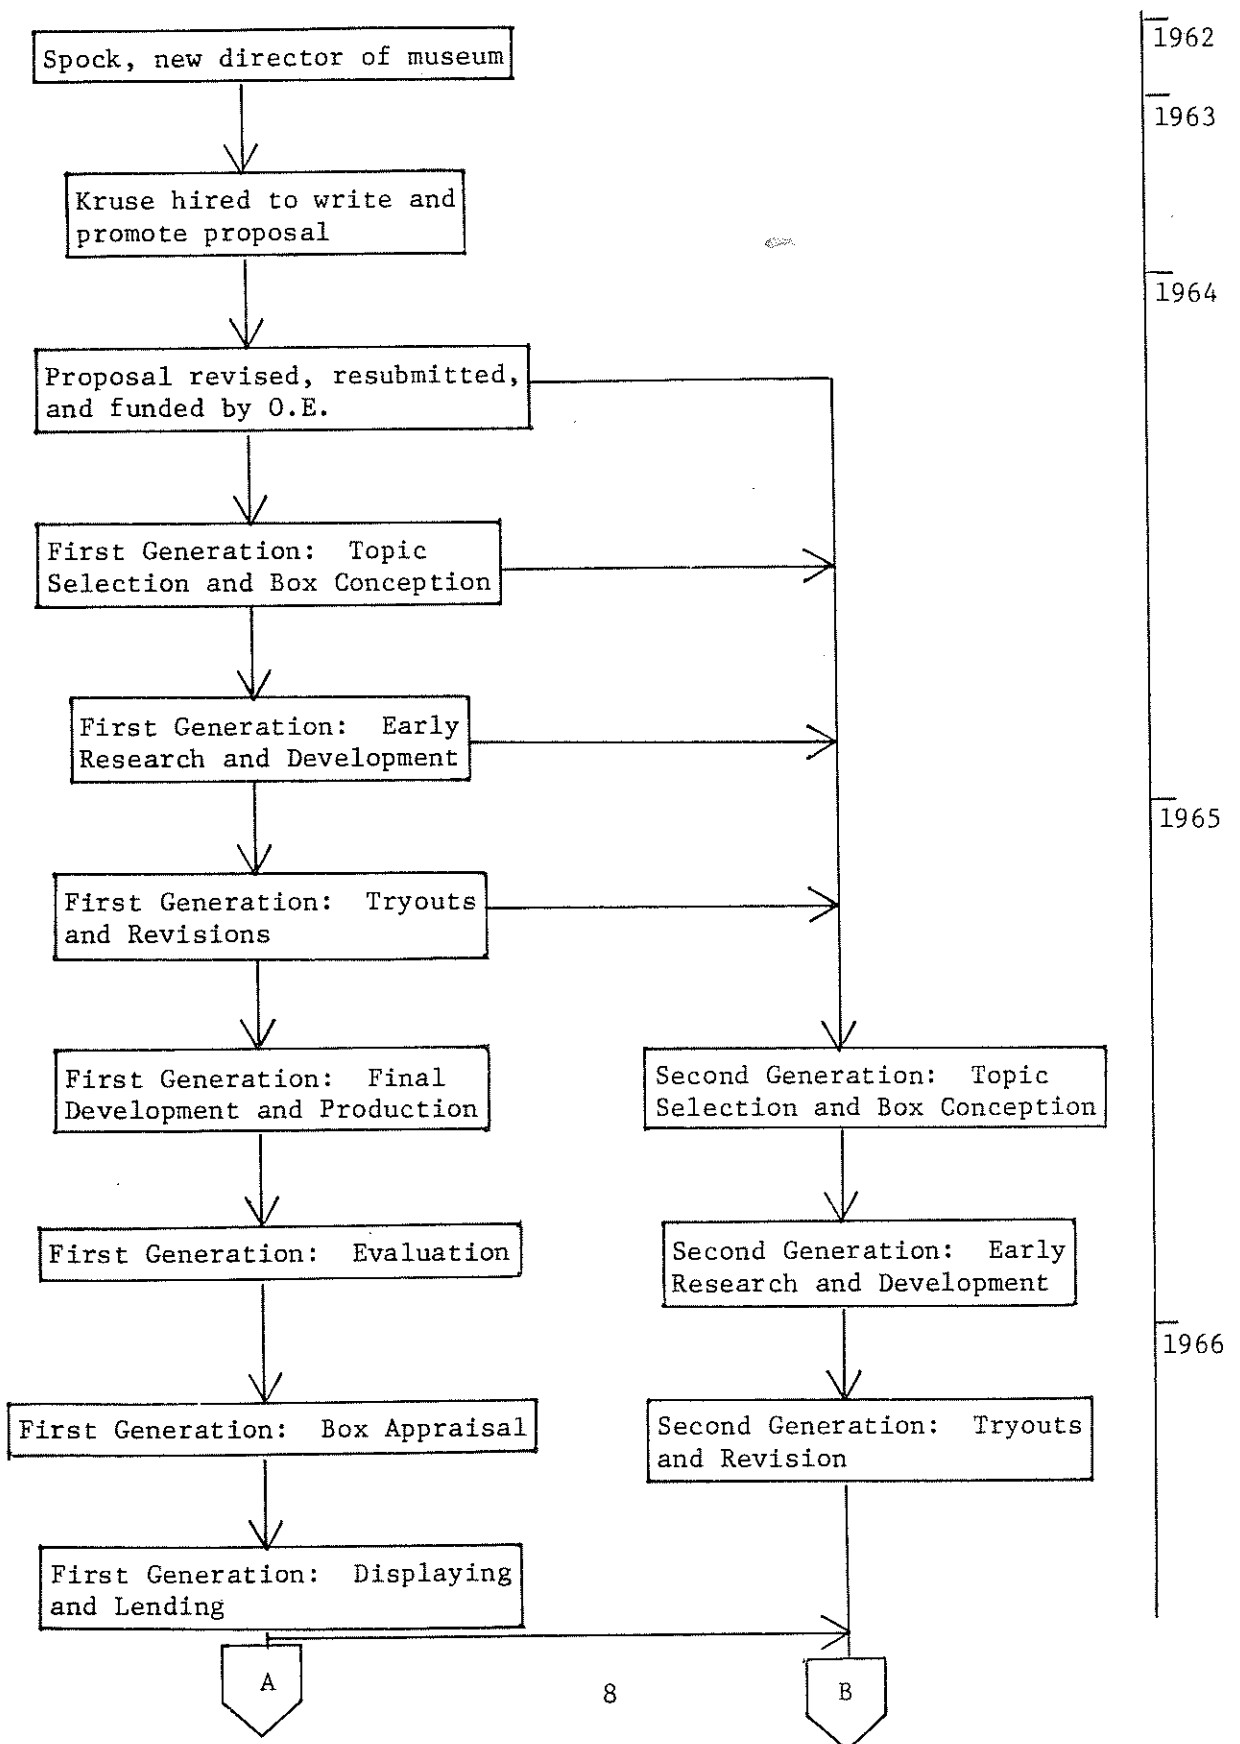 Spock, new director of museum
Kruse hired to write and
promote proposal
Proposal revised, resubmitted,
and funded by O.E.
First Generation: Topic
Selection and Box Conception
First Generation: Early
Research and Development
First Generation: Tryouts
and Revisions
First Generation: Final
Development and Production
First Generation: Evaluation
First Generation: Box Appraisal
First Generation: Displaying
and Lending
A
Second Generation: Topic
Selection and Box Conception
Second Generation: Early
Research and Development
Second Generation: Tryouts
and Revision
B
1962
1963
1964
1965
1966
8